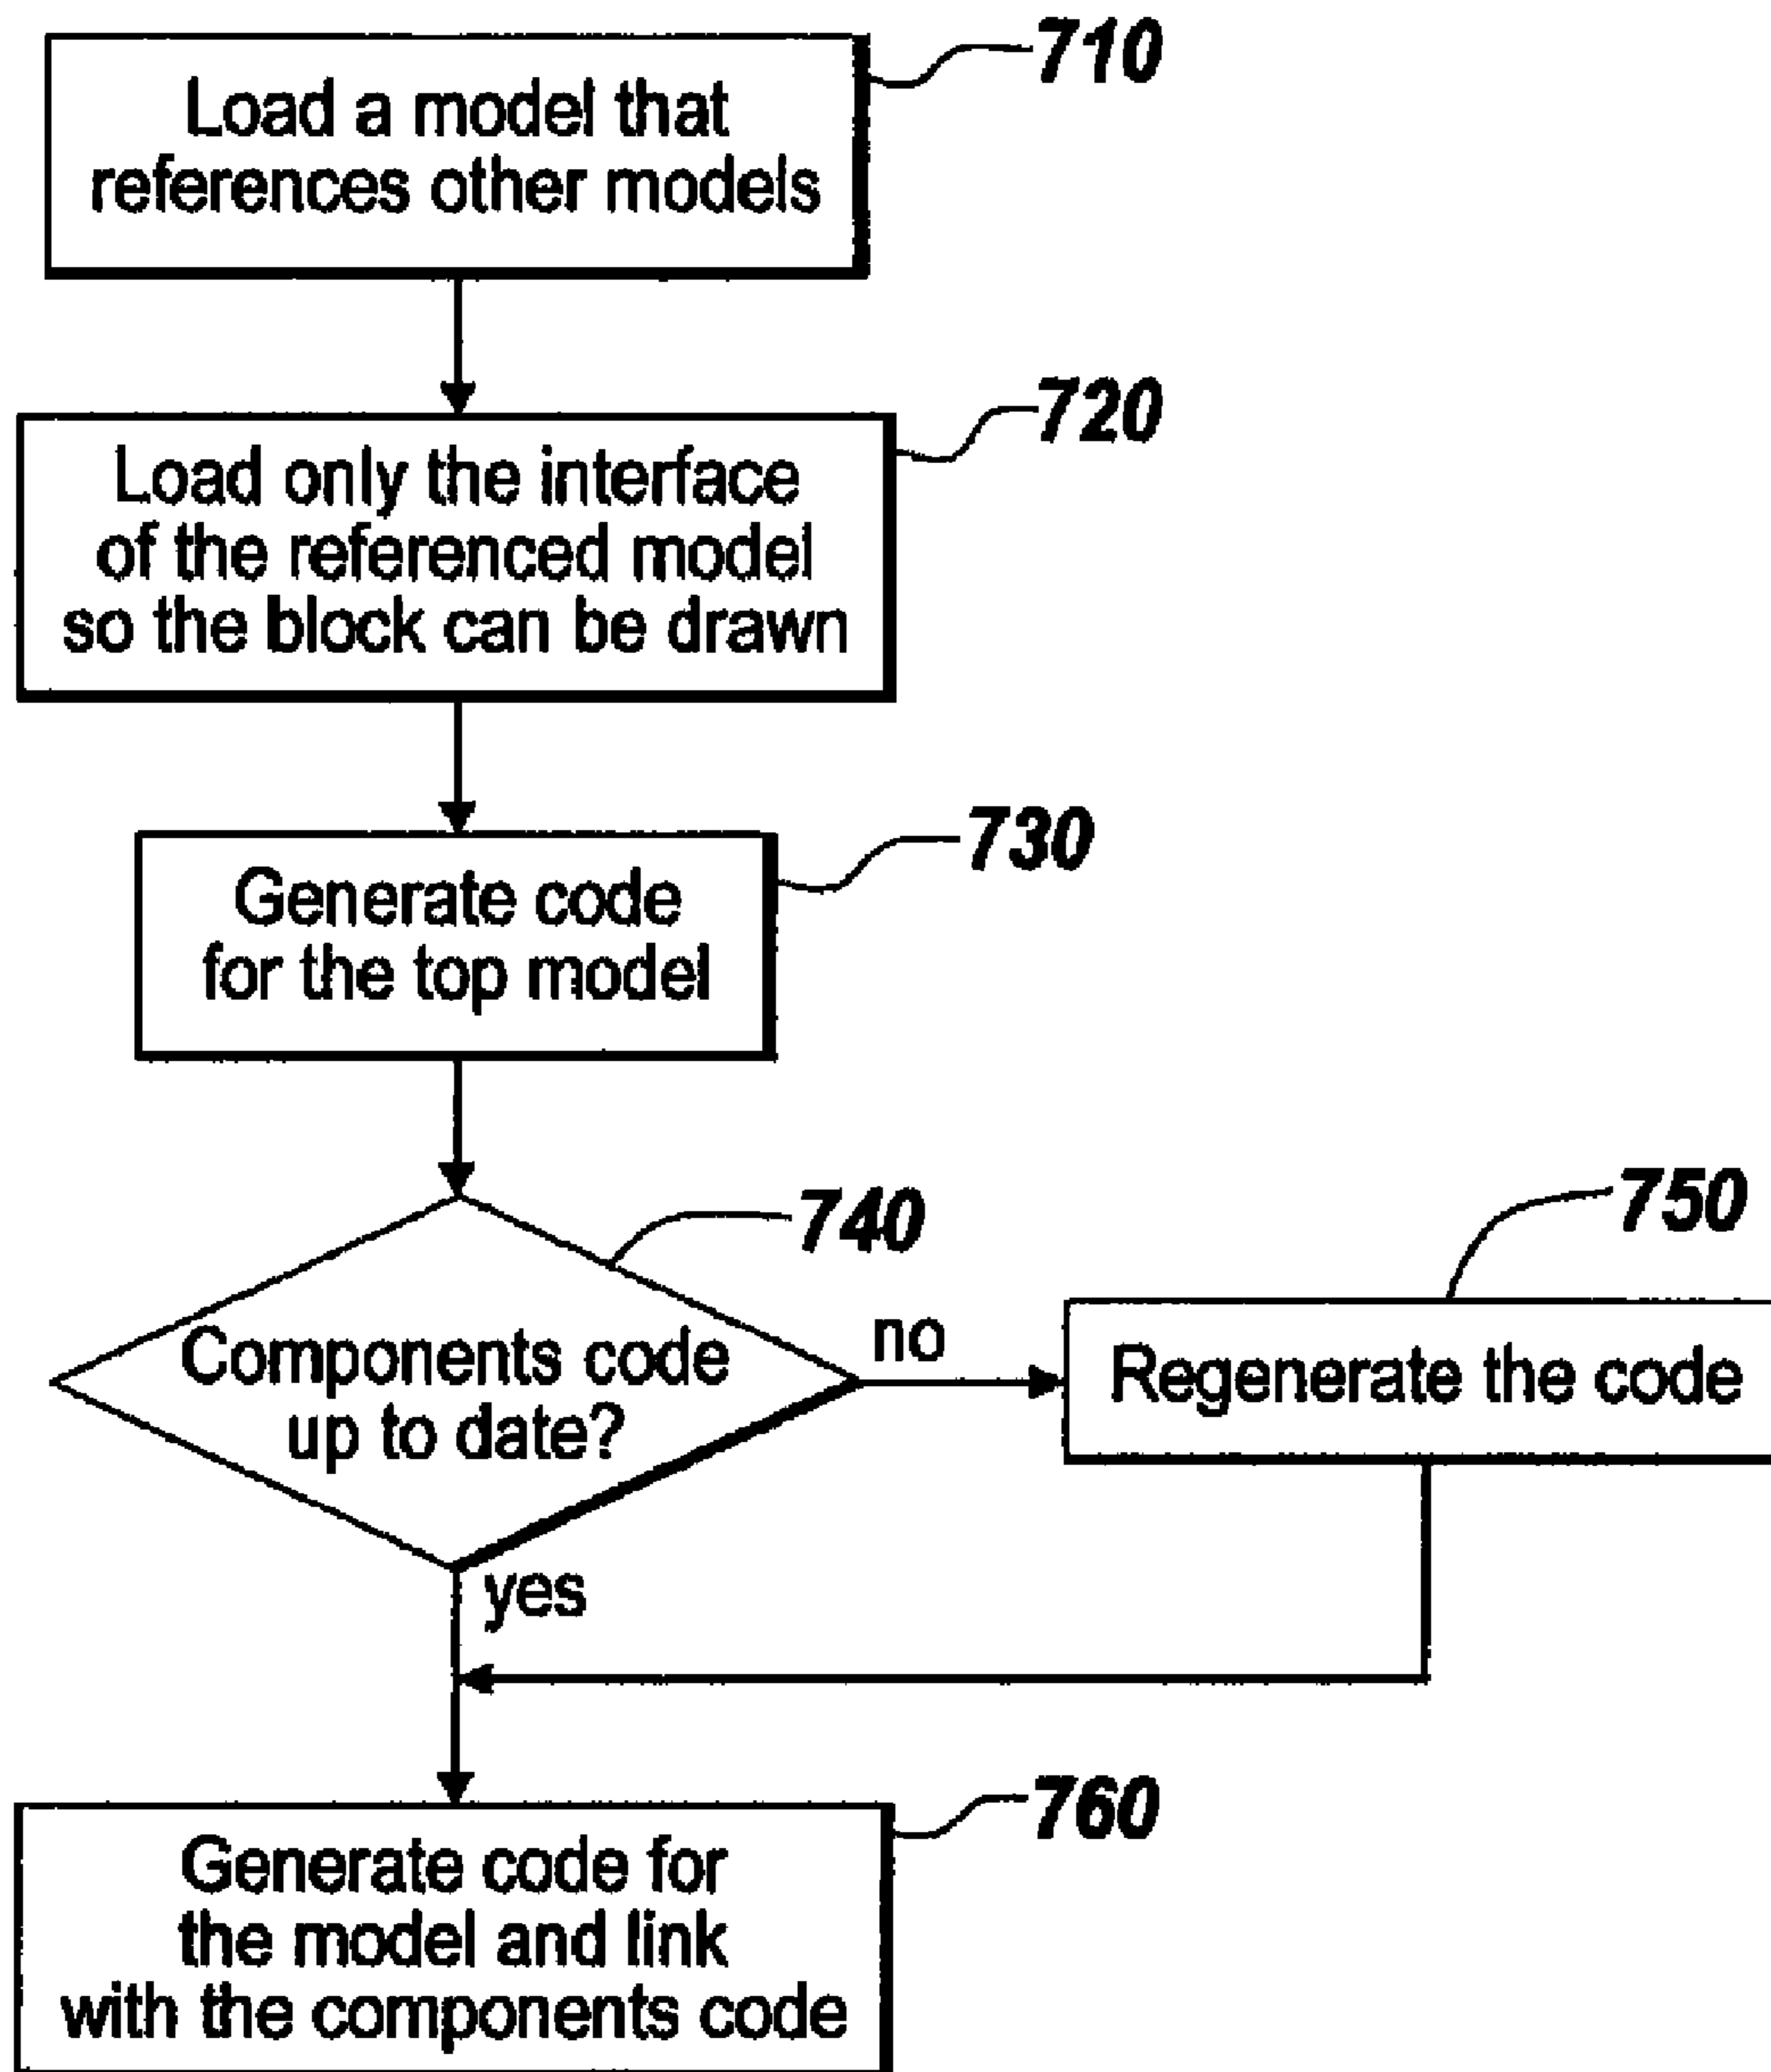 710
Load a model that
references other models
720
Load only the interface
of the referenced model
so the block can be drawn
730
Generate code
for the top model
740
Components code
up to date?
no
750
Regenerate the code
yes
760
Generate code for
the model and link
with the components code